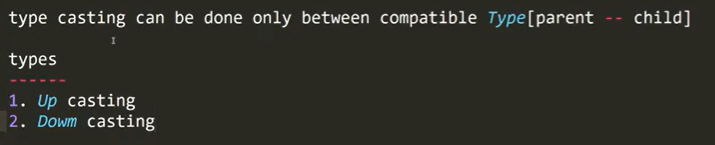 type casting can be done only between compatible Type[parent -- child]
types
------
1. Up casting
2. Dowm casting